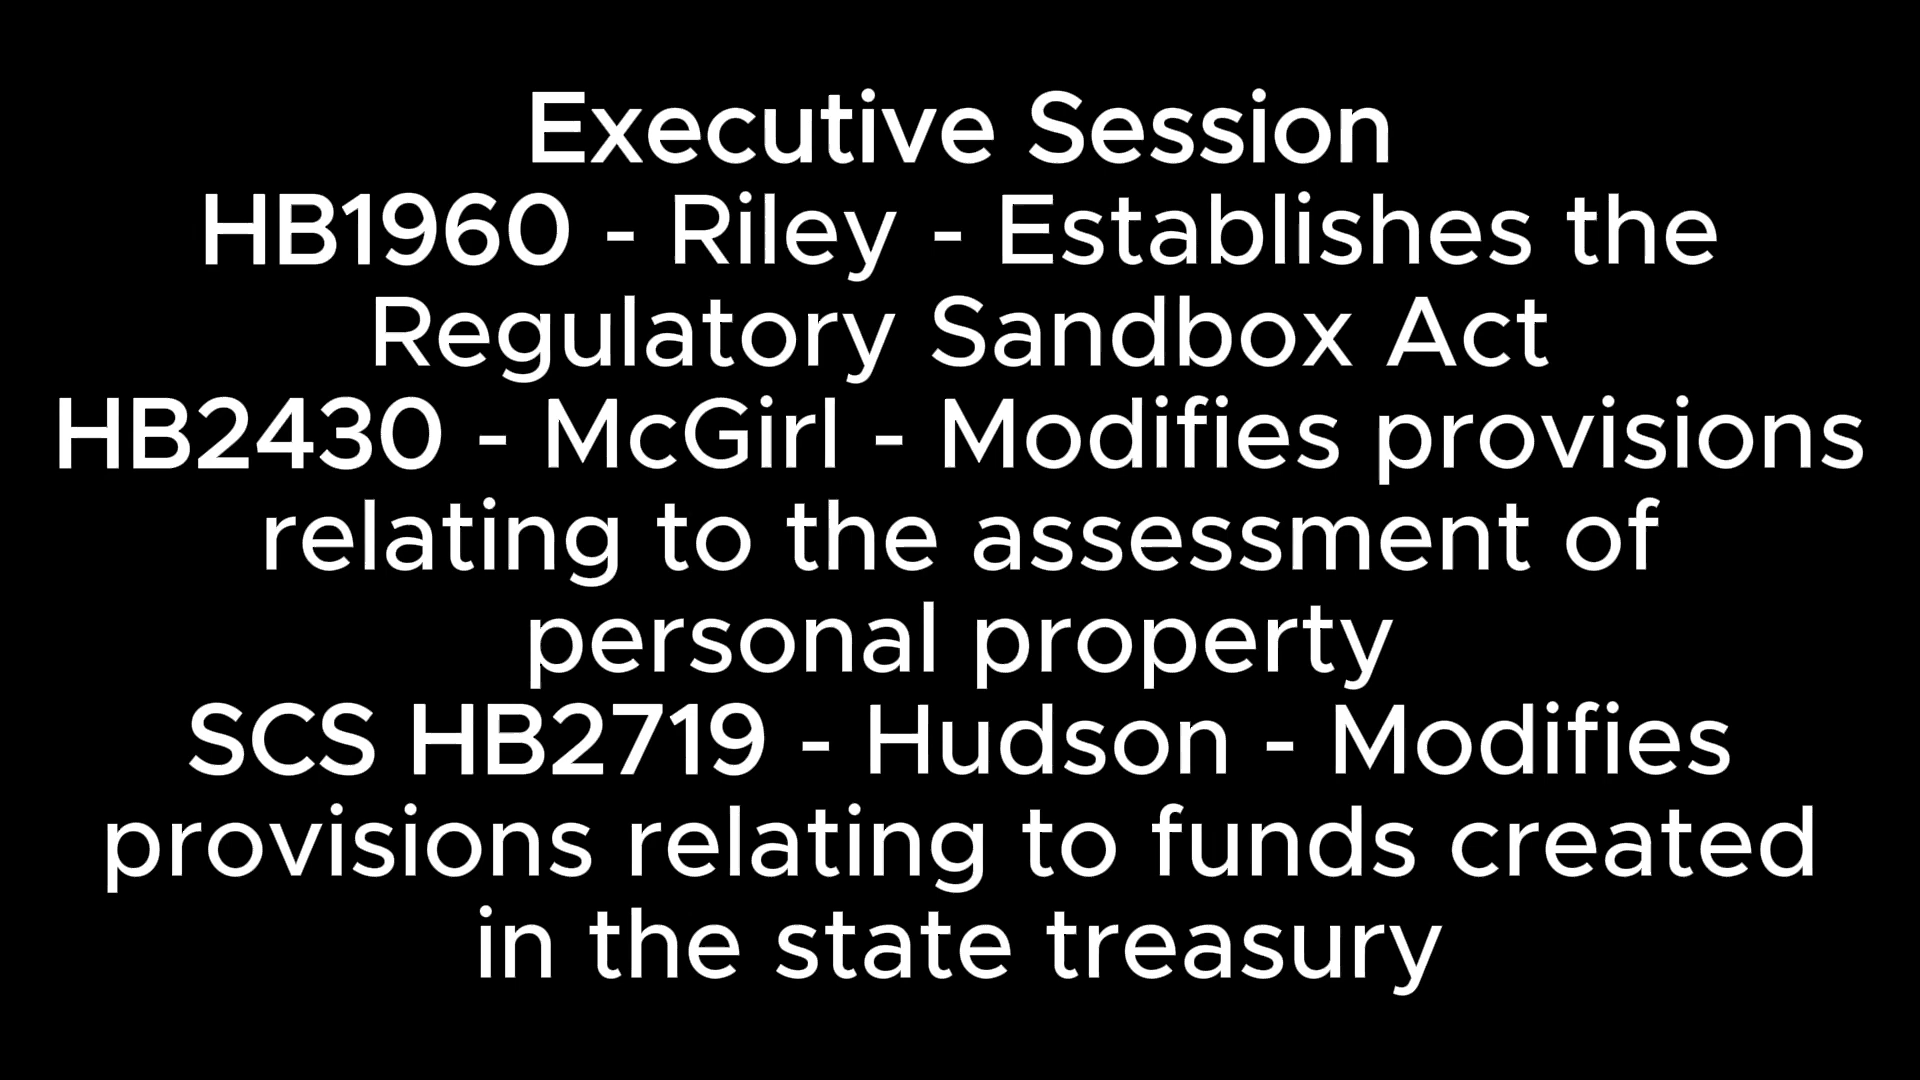 Executive Session
HB1960 - Riley - Establishes the
Regulatory Sandbox Act
HB2430 - McGirl - Modifies provisions
relating to the assessment of
personal property
SCS HB2719 - Hudson - Modifies
provisions relating to funds created
in the state treasury